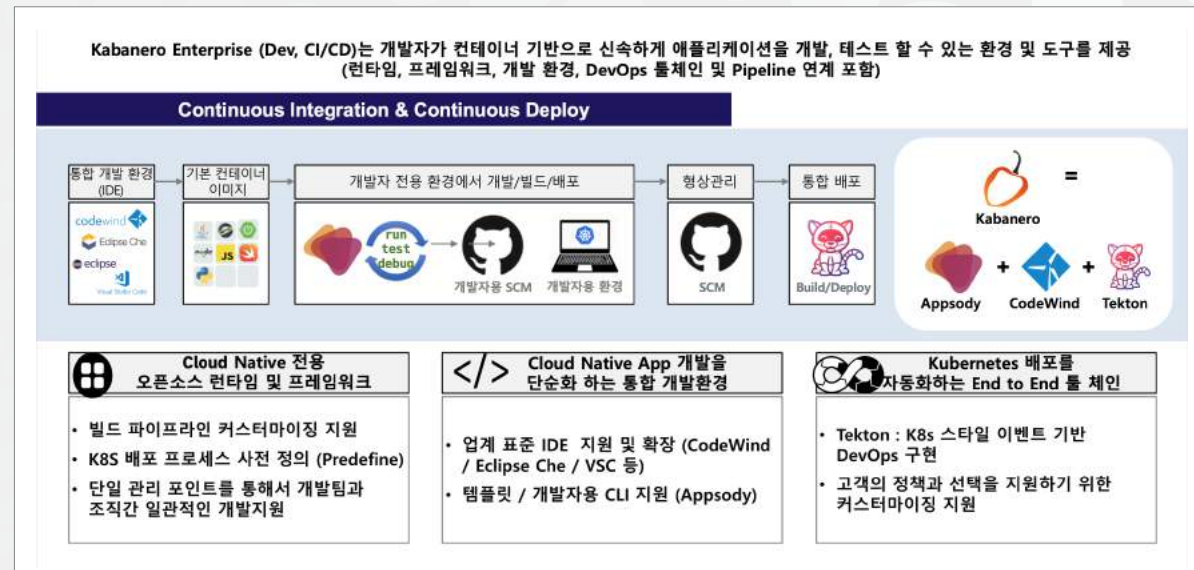 Kabanero Enterprise (Dev, CI/CD)는 개발자가 컨테이너 기반으로 신속하게 애플리케이션을 개발, 테스트 할 수 있는 환경 및 도구를 제공
(런타임, 프레임워크, 개발 환경, DevOps 툴체인 및 Pipeline 연계 포함)
Continuous Integration & Continuous Deploy
통합 개발 환경
(IDE)
기본 컨테이너
이미지
개발자 전용 환경에서 개발/빌드/배포
형상관리
통합 배포
codewind
Eclipse Che
eclipse
Visual Studio Code
JS
run
test
debug
개발자용 SCM
개발자용 환경
SCM
Build/Deploy
=
Kabanero
+
+
Appsody
CodeWind
Tekton
Cloud Native 전용
오픈소스 런타임 및 프레임워크
• 빌드 파이프라인 커스터마이징 지원
• K8S 배포 프로세스 사전 정의 (Predefine)
• 단일 관리 포인트를 통해서 개발팀과
조직간 일관적인 개발지원
</> Cloud Native App 개발을
단순화 하는 통합 개발환경
• 업계 표준 IDE 지원 및 확장 (CodeWind
/ Eclipse Che / VSC 등)
• 템플릿 / 개발자용 CLI 지원 (Appsody)
Kubernetes 배포를
자동화하는 End to End 툴 체인
• Tekton : K8s 스타일 이벤트 기반
DevOps 구현
• 고객의 정책과 선택을 지원하기 위한
커스터마이징 지원